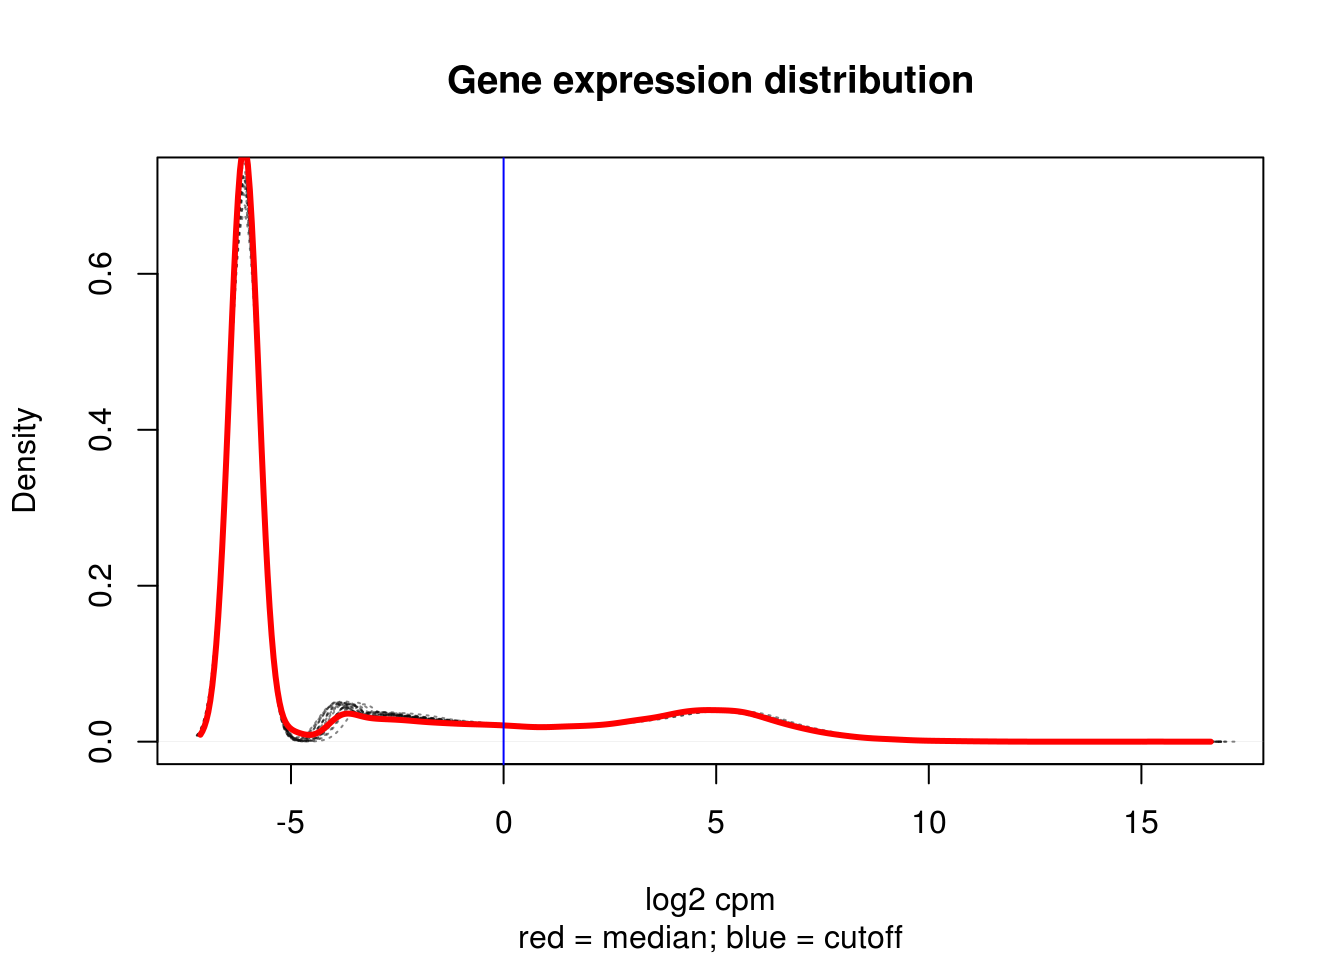 Gene expression distribution
Density
0.6
0.4
0.2
0.0
-5 0 5 10 15
log2 cpm
red = median; blue = cutoff